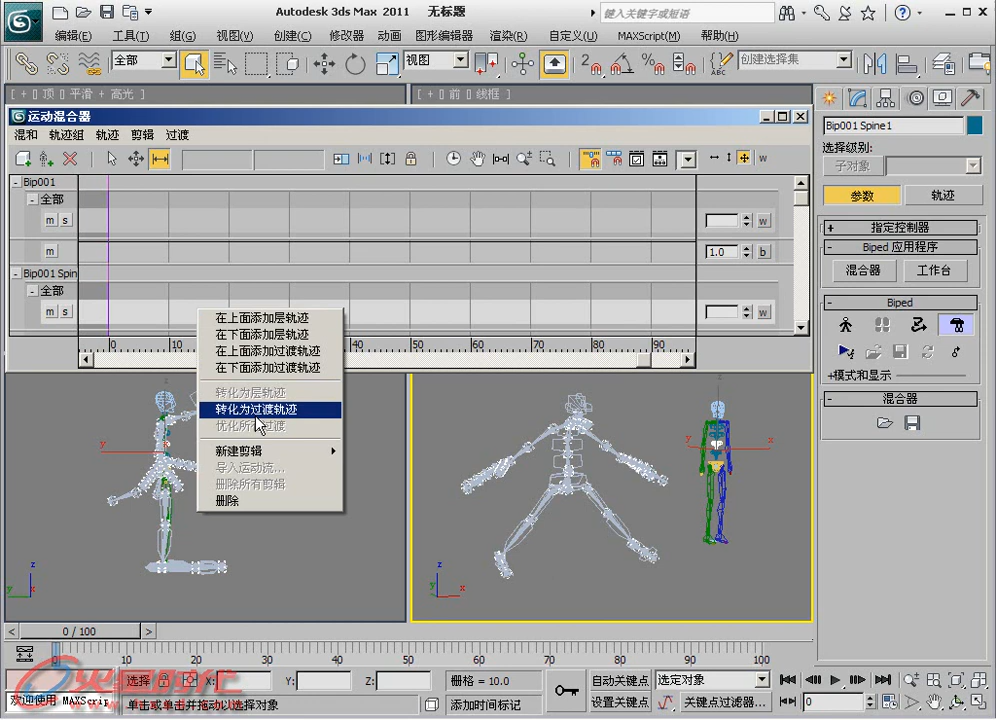 Autodesk 3ds Max 2011 无标题
键入关键字或短语
编辑(E) 工具(T) 组(G) 视图(V) 创建(C) 修改器 动画 图形编辑器 渲染(R) 自定义(U) MAXScript(M) 帮助(H)
全部 视图 创建选择集
[ + [] 顶 [] 平滑 + 高光 ] [ + [] 前 [] 线框 ]
运动混合器
混和 轨迹组 轨迹 剪辑 过渡
w
Bip001
全部
m s w
m 1.0 b
Bip001 Spin
全部
m s w
0 10 40 50 60 70 80 90
在上面添加层轨迹
在下面添加层轨迹
在上面添加过渡轨迹
在下面添加过渡轨迹
转化为层轨迹
转化为过渡轨迹
新建剪辑
导入运动流...
删除所有剪辑
删除
Bip001 Spine1
选择级别:
子对象
参数 轨迹
+ 指定控制器
- Biped 应用程序
混合器 工作台
- Biped
+模式和显示
- 混合器
y x z
z y x
y x
z y x
< 0 / 100 >
0 10 20 30 40 50 60 70 80 90 100
选择 X: Y: Z: 栅格 = 10.0 自动关键点 选定对象
欢迎使用 MAXScrip 单击或单击并拖动以选择对象 添加时间标记 设置关键点 关键点过滤器... 0